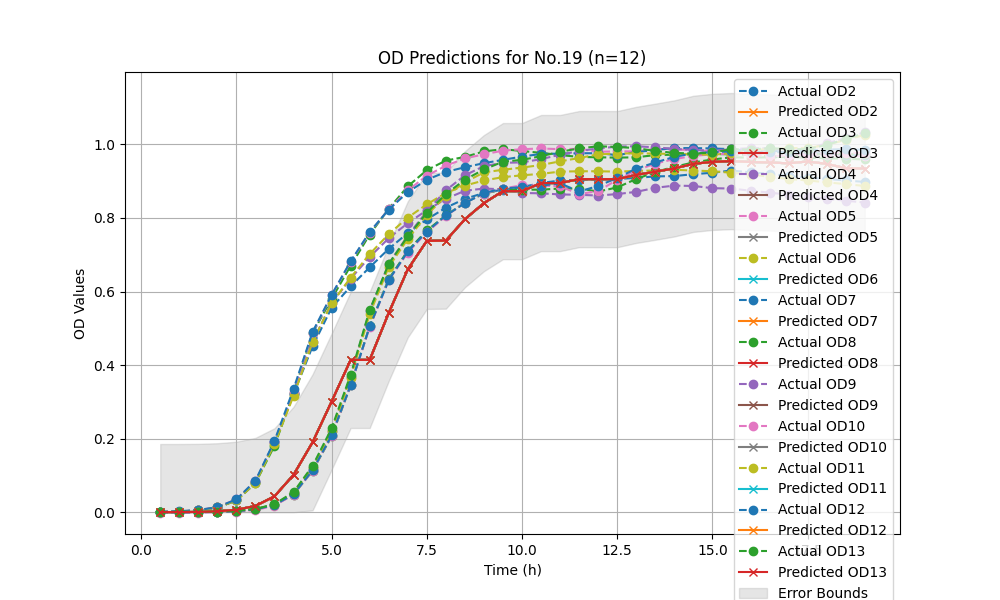 OD Predictions for No.19 (n=12)
OD Values
1.0
0.8
0.6
0.4
0.2
0.0
0.0
2.5
5.0
7.5
10.0
12.5
15.0
Time (h)
Actual OD2
Predicted OD2
Actual OD3
Predicted OD3
Actual OD4
Predicted OD4
Actual OD5
Predicted OD5
Actual OD6
Predicted OD6
Actual OD7
Predicted OD7
Actual OD8
Predicted OD8
Actual OD9
Predicted OD9
Actual OD10
Predicted OD10
Actual OD11
Predicted OD11
Actual OD12
Predicted OD12
Actual OD13
Predicted OD13
Error Bounds